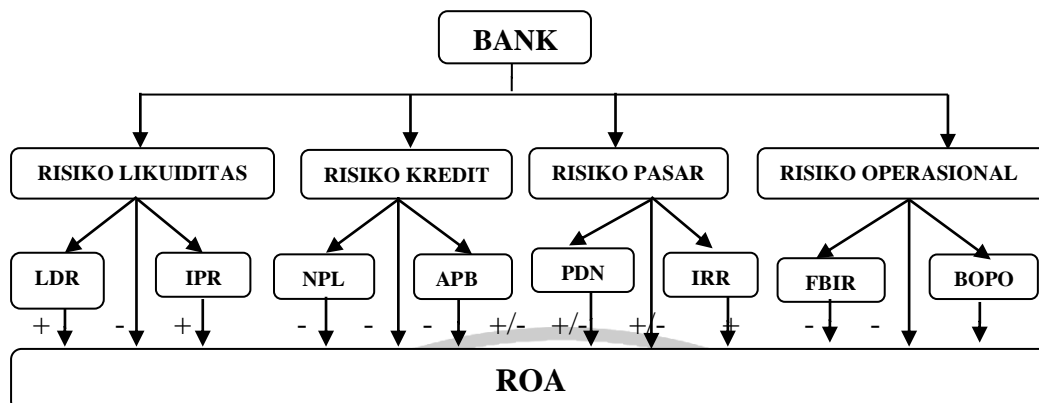 BANK
RISIKO LIKUIDITAS RISIKO KREDIT RISIKO PASAR RISIKO OPERASIONAL
LDR IPR NPL APB PDN IRR FBIR BOPO
+ - + - - - +/- +/- +/- + - -
ROA